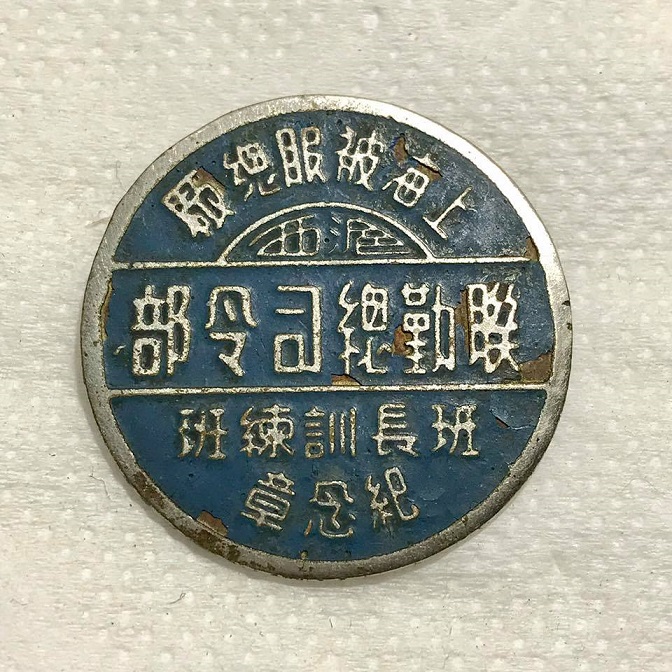 上海被服總厰
滬西
聯勤總司令部
班長訓練班
紀念章